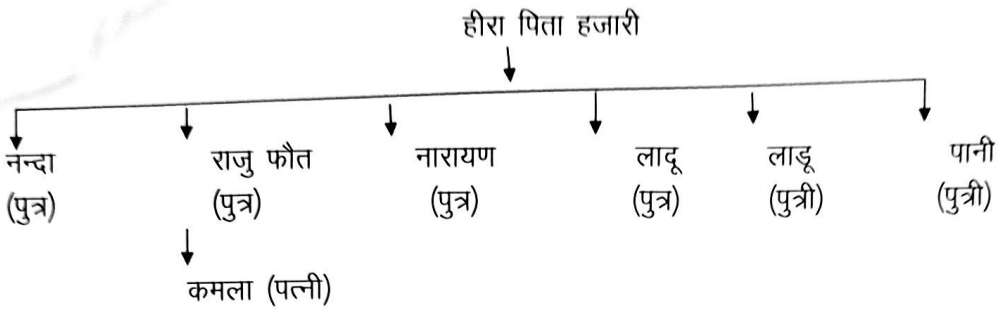 हीरा पिता हजारी
नन्दा राजु फौत नारायण लादू लाडू पानी
(पुत्र) (पुत्र) (पुत्र) (पुत्र) (पुत्री) (पुत्री)
कमला (पत्नी)